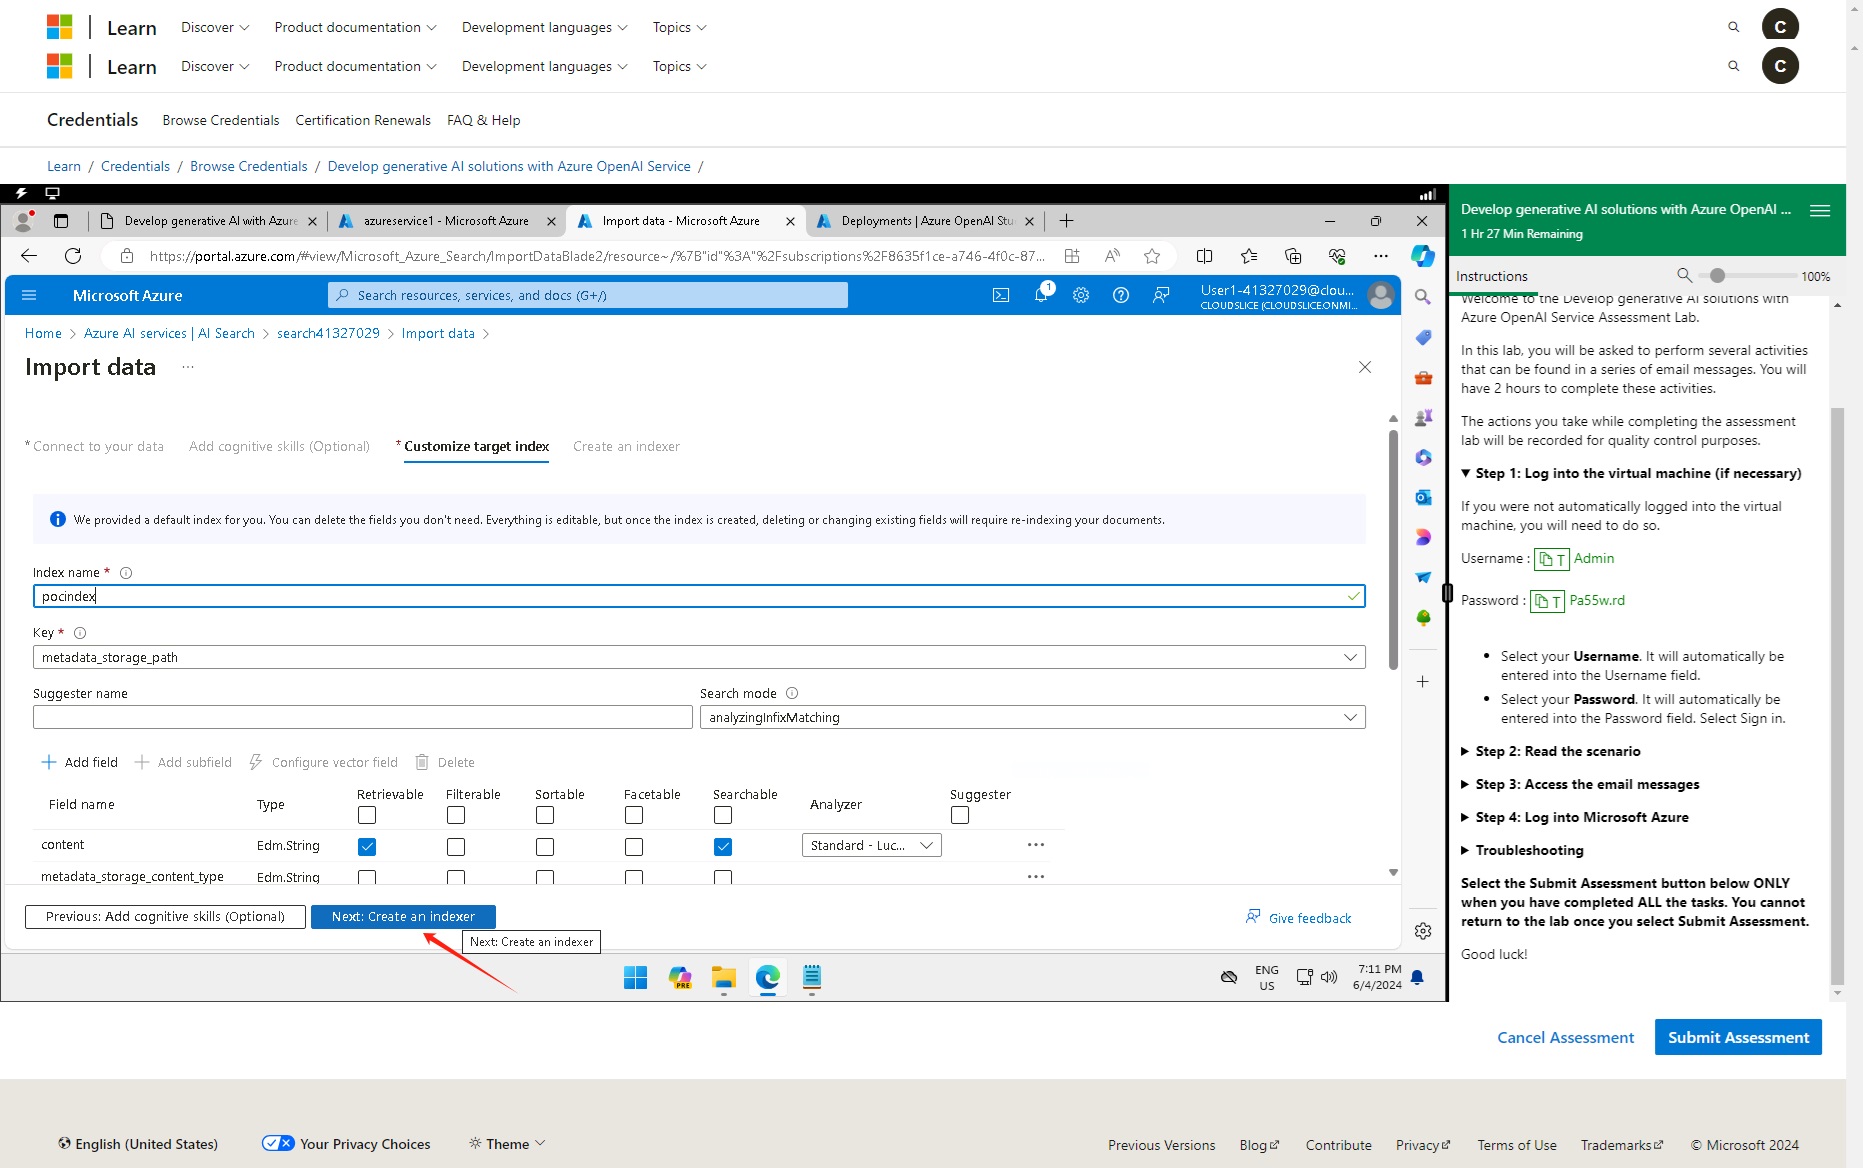 Learn Discover Product documentation Development languages Topics C
Learn Discover Product documentation Development languages Topics C
Credentials Browse Credentials Certification Renewals FAQ & Help
Learn / Credentials / Browse Credentials / Develop generative AI solutions with Azure OpenAI Service /
Develop generative AI with Azure azureservice1 - Microsoft Azure Import data - Microsoft Azure Deployments | Azure OpenAI Stu
https://portal.azure.com/#view/Microsoft_Azure_Search/ImportDataBlade2/resource~/%7B"id"%3A"%2Fsubscriptions%2F8635f1ce-a746-4f0c-87...
Microsoft Azure Search resources, services, and docs (G+/) 1 User1-41327029@clou...
CLOUDSLICE (CLOUDSLICE.ONMI...
Home > Azure AI services | AI Search > search41327029 > Import data >
Import data ...
* Connect to your data Add cognitive skills (Optional) * Customize target index Create an indexer
We provided a default index for you. You can delete the fields you don't need. Everything is editable, but once the index is created, deleting or changing existing fields will require re-indexing your documents.
Index name *
pocindex
Key *
metadata_storage_path
Suggester name Search mode
analyzingInfixMatching
Add field Add subfield Configure vector field Delete
Field name Type Retrievable Filterable Sortable Facetable Searchable Analyzer Suggester
content Edm.String Standard - Luc... ...
metadata_storage_content_type Edm.String ...
Previous: Add cognitive skills (Optional) Next: Create an indexer Give feedback
Next: Create an indexer
PRE
ENG
US
7:11 PM
6/4/2024
Develop generative AI solutions with Azure OpenAI ...
1 Hr 27 Min Remaining
Instructions 100%
Welcome to the Develop generative AI solutions with
Azure OpenAI Service Assessment Lab.
In this lab, you will be asked to perform several activities
that can be found in a series of email messages. You will
have 2 hours to complete these activities.
The actions you take while completing the assessment
lab will be recorded for quality control purposes.
▼ Step 1: Log into the virtual machine (if necessary)
If you were not automatically logged into the virtual
machine, you will need to do so.
Username : T Admin
Password : T Pa55w.rd
• Select your Username. It will automatically be
entered into the Username field.
• Select your Password. It will automatically be
entered into the Password field. Select Sign in.
▶ Step 2: Read the scenario
▶ Step 3: Access the email messages
▶ Step 4: Log into Microsoft Azure
▶ Troubleshooting
Select the Submit Assessment button below ONLY
when you have completed ALL the tasks. You cannot
return to the lab once you select Submit Assessment.
Good luck!
Cancel Assessment Submit Assessment
English (United States) Your Privacy Choices Theme Previous Versions Blog Contribute Privacy Terms of Use Trademarks © Microsoft 2024